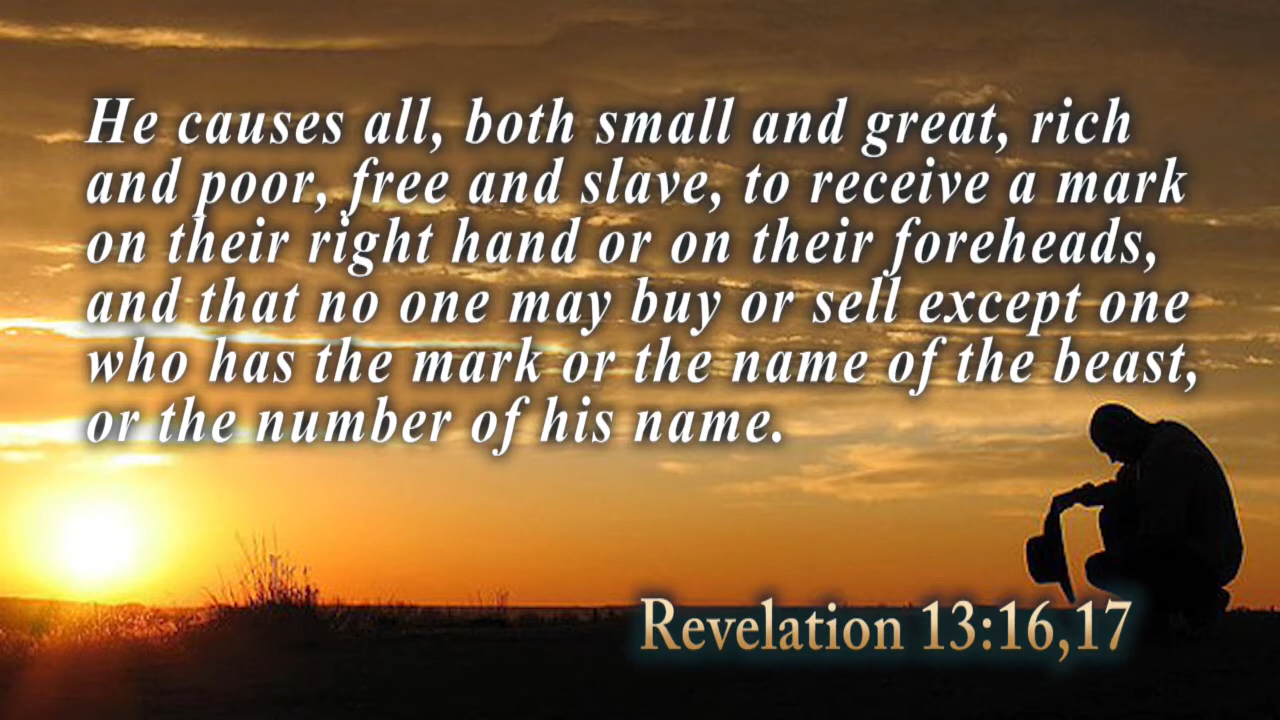 He causes all, both small and great, rich
and poor, free and slave, to receive a mark
on their right hand or on their foreheads,
and that no one may buy or sell except one
who has the mark or the name of the beast,
or the number of his name.
Revelation 13:16,17